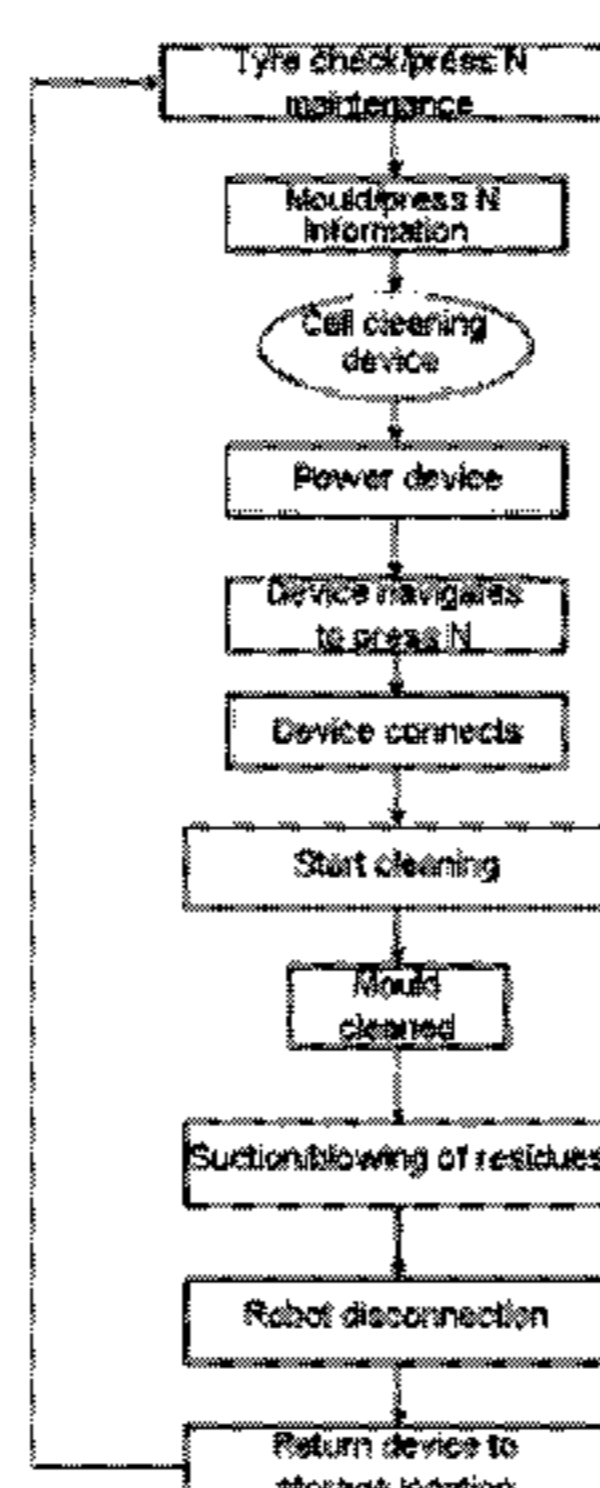 Tyre check/press N
maintenance
Mould/press N
Information
Call cleaning
device
Power device
Device navigates
to press N
Device connects
Start cleaning
Mould
cleaned
Suction/blowing of residues
Robot disconnection
Return device to
location